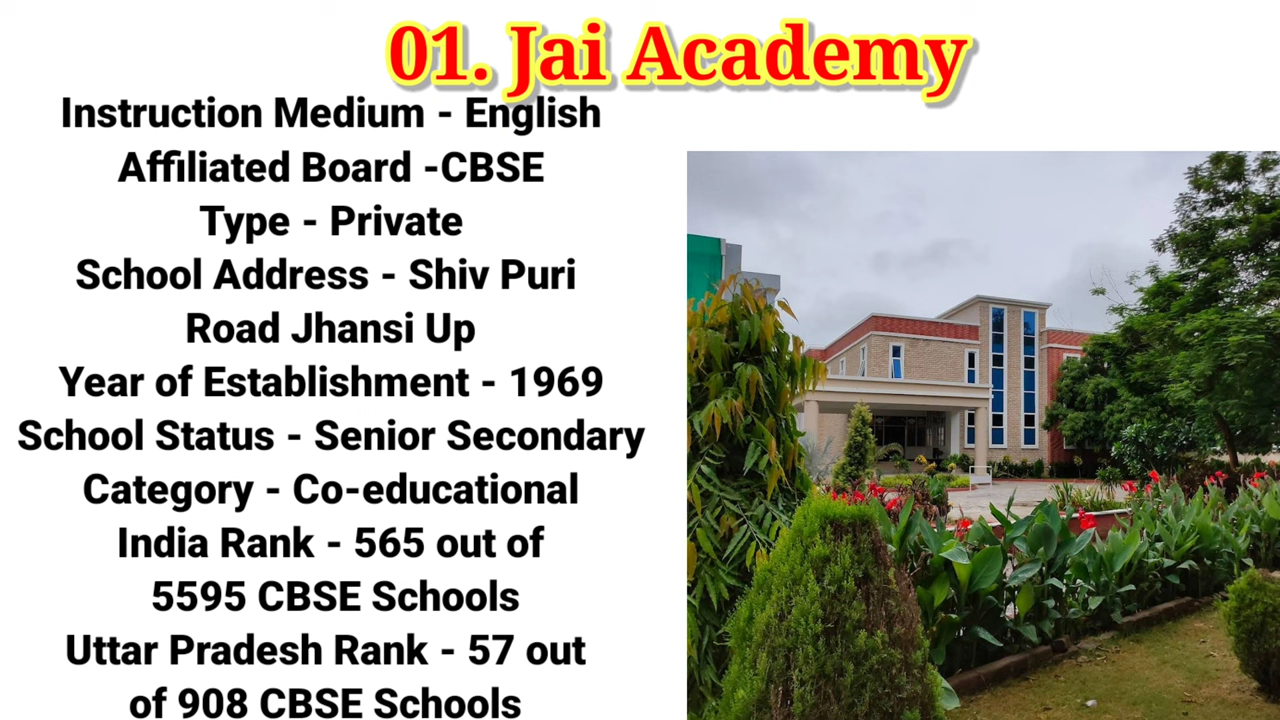 01. Jai Academy
Instruction Medium - English
Affiliated Board -CBSE
Type - Private
School Address - Shiv Puri
Road Jhansi Up
Year of Establishment - 1969
School Status - Senior Secondary
Category - Co-educational
India Rank - 565 out of
5595 CBSE Schools
Uttar Pradesh Rank - 57 out
of 908 CBSE Schools